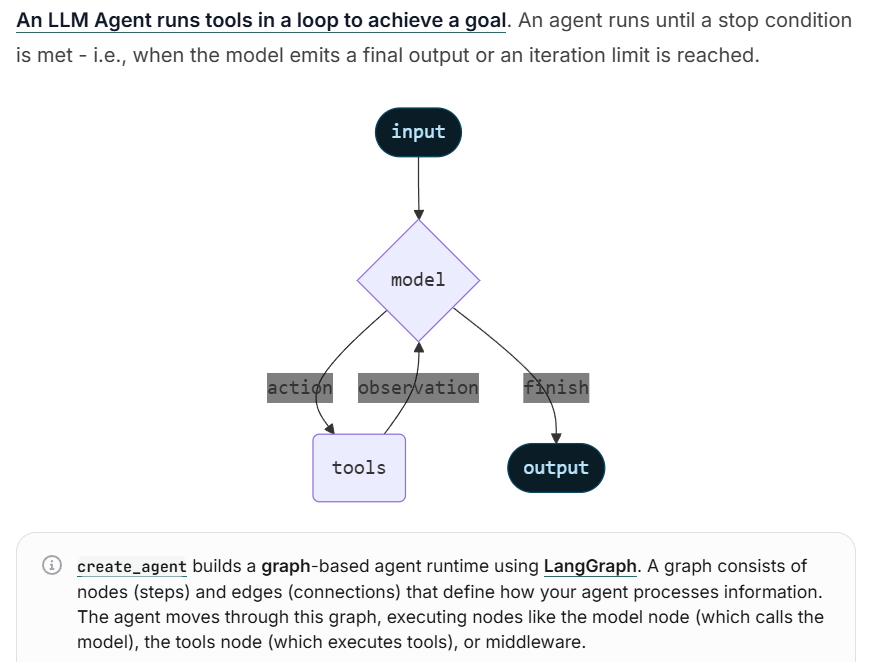 An LLM Agent runs tools in a loop to achieve a goal. An agent runs until a stop condition
is met - i.e., when the model emits a final output or an iteration limit is reached.
input
model
action
observation
finish
tools
output
create_agent builds a graph-based agent runtime using LangGraph. A graph consists of
nodes (steps) and edges (connections) that define how your agent processes information.
The agent moves through this graph, executing nodes like the model node (which calls the
model), the tools node (which executes tools), or middleware.